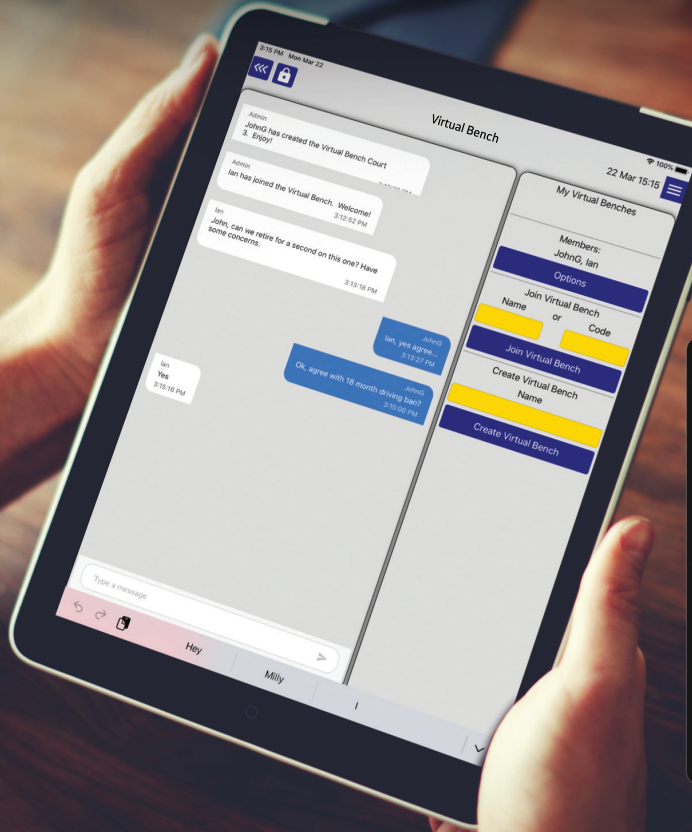 3:15 PM Mon Mar 22
100%
Virtual Bench
22 Mar 15:15
Admin
JohnG has created the Virtual Bench Court
3. Enjoy!
Admin
Ian has joined the Virtual Bench. Welcome!
3:12:52 PM
Ian
John, can we retire for a second on this one? Have
some concerns.
3:13:16 PM
JohnG
Ian, yes agree...
3:13:27 PM
JohnG
Ok, agree with 18 month driving ban?
3:15:00 PM
Ian
Yes
3:15:16 PM
Type a message
Hey
Milly
I
My Virtual Benches
Members:
JohnG, Ian
Options
Join Virtual Bench
Name or Code
Join Virtual Bench
Create Virtual Bench
Name
Create Virtual Bench